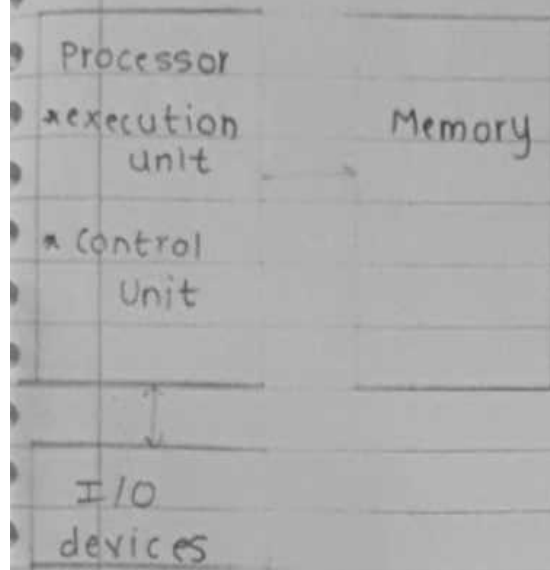 Processor
*execution
unit
Memory
* Control
Unit
I/O
devices